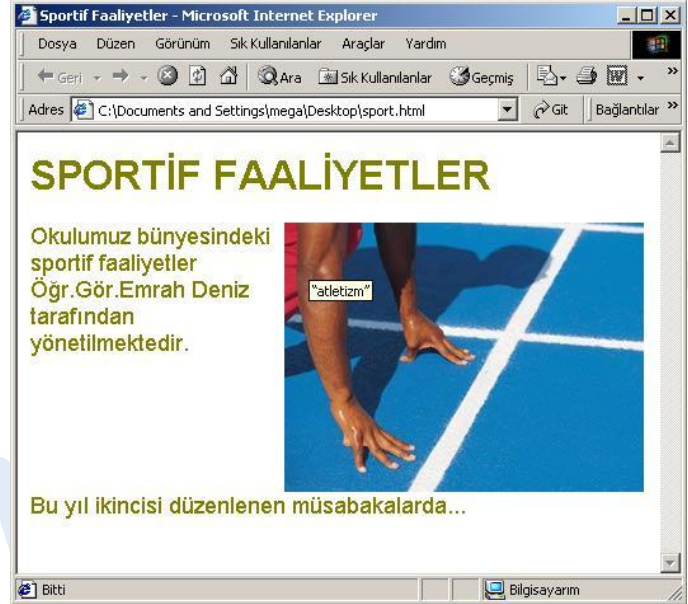 Sportif Faaliyetler - Microsoft Internet Explorer
Dosya Düzen Görünüm Sık Kullanılanlar Araçlar Yardım
Geri Ara Sık Kullanılanlar Geçmiş »
Adres C:\Documents and Settings\mega\Desktop\sport.html Git Bağlantılar »
SPORTİF FAALİYETLER
Okulumuz bünyesindeki
sportif faaliyetler
Öğr.Gör.Emrah Deniz
tarafından
yönetilmektedir.
"atletizm"
Bu yıl ikincisi düzenlenen müsabakalarda...
Bitti Bilgisayarım